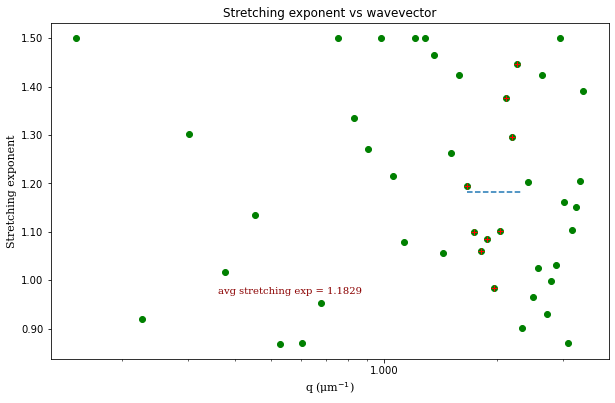 Stretching exponent vs wavevector
1.50
1.40
1.30
1.20
1.10
1.00
0.90
Stretching exponent
avg stretching exp = 1.1829
1.000
q (μm⁻¹)